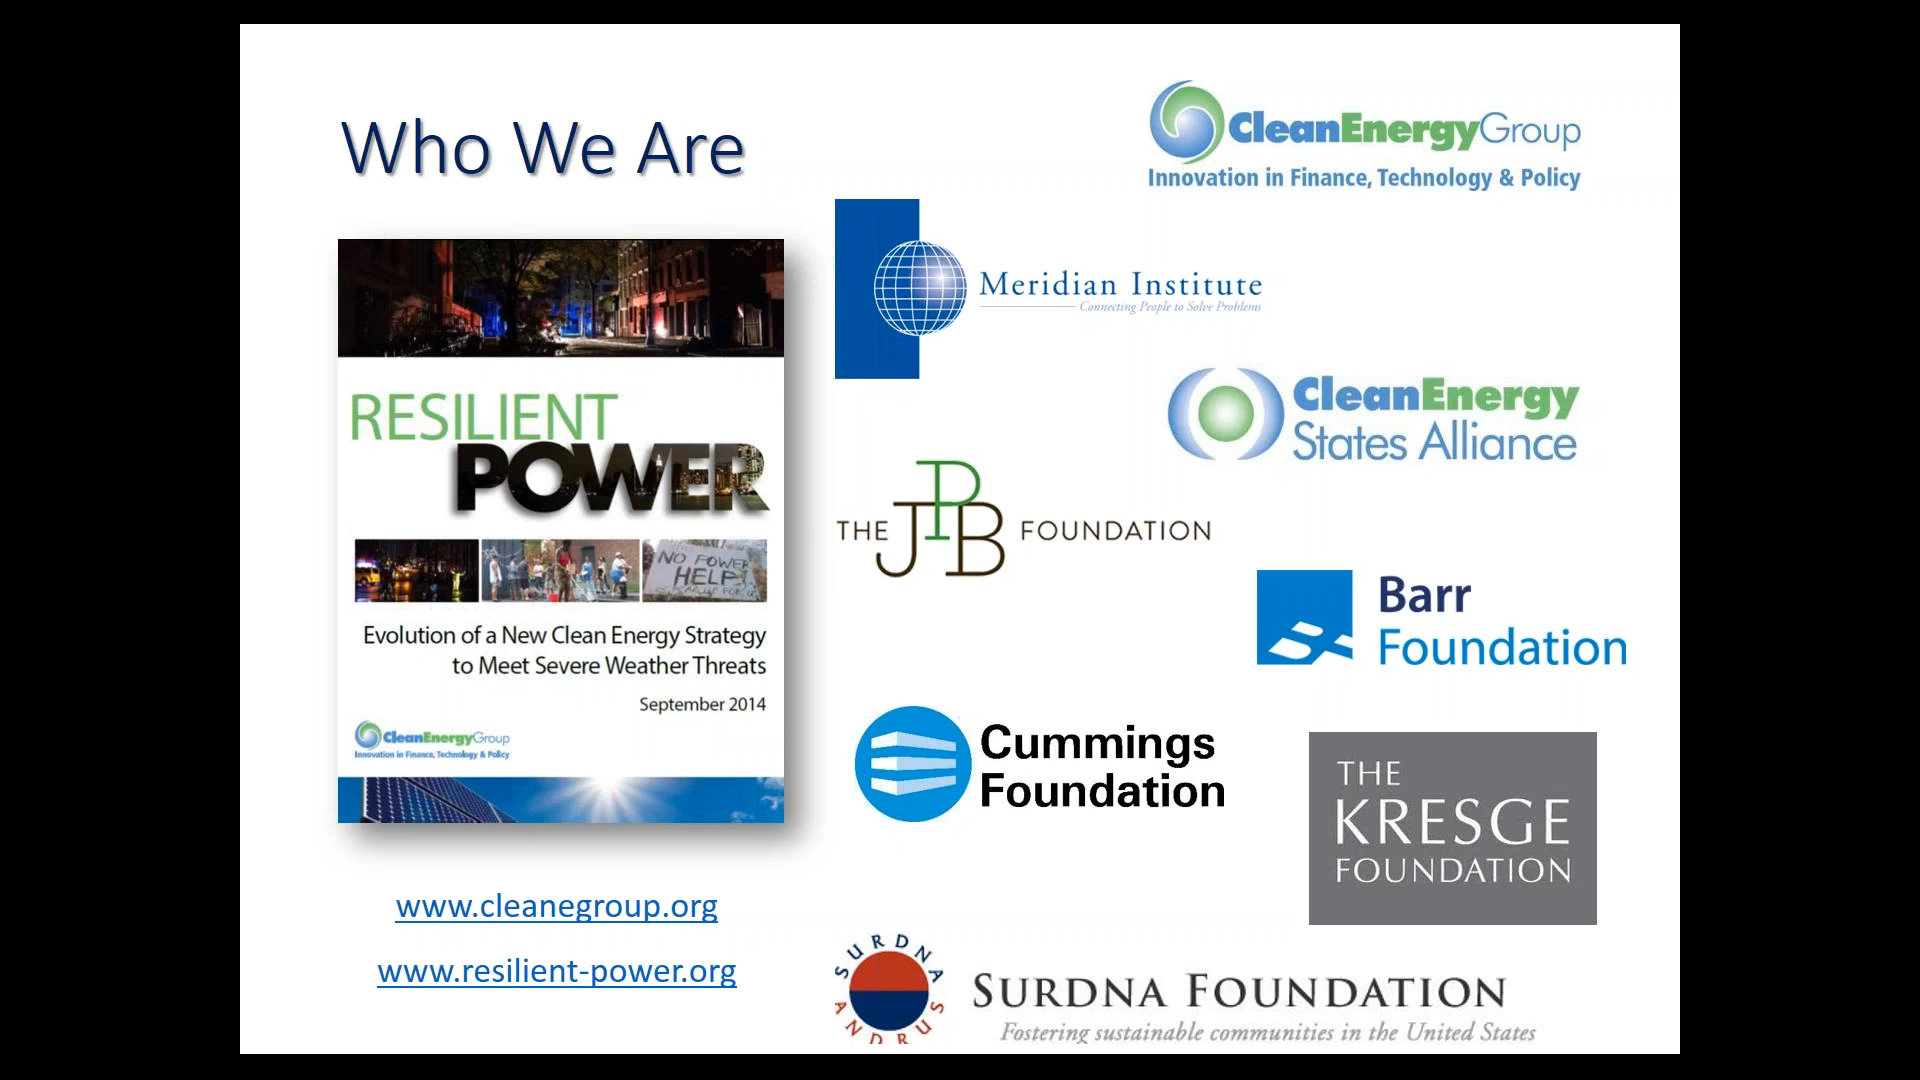 Who We Are
CleanEnergyGroup
Innovation in Finance, Technology & Policy
Meridian Institute
Connecting People to Solve Problems
CleanEnergy
States Alliance
THE JPB FOUNDATION
Barr
Foundation
Cummings
Foundation
THE
KRESGE
FOUNDATION
SURDNA
ANDRUS
SURDNA FOUNDATION
Fostering sustainable communities in the United States
RESILIENT
POWER
NO POWER
HELP
Evolution of a New Clean Energy Strategy
to Meet Severe Weather Threats
September 2014
CleanEnergyGroup
Innovation in Finance, Technology & Policy
www.cleanegroup.org
www.resilient-power.org